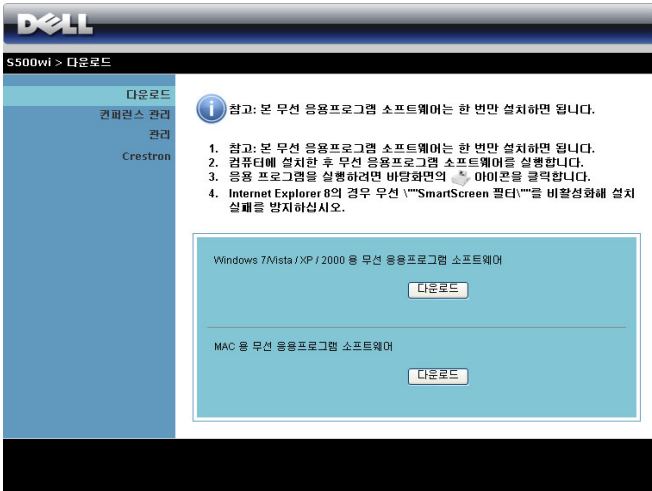 DELL
S500wi > 다운로드
다운로드
컨퍼런스 관리
관리
Crestron
참고: 본 무선 응용프로그램 소프트웨어는 한 번만 설치하면 됩니다.
1. 참고: 본 무선 응용프로그램 소프트웨어는 한 번만 설치하면 됩니다.
2. 컴퓨터에 설치한 후 무선 응용프로그램 소프트웨어를 실행합니다.
3. 응용 프로그램을 실행하려면 바탕화면의 아이콘을 클릭합니다.
4. Internet Explorer 8의 경우 우선 \""SmartScreen 필터\""를 비활성화해 설치
실패를 방지하십시오.
Windows 7/Vista / XP / 2000 용 무선 응용프로그램 소프트웨어
다운로드
MAC 용 무선 응용프로그램 소프트웨어
다운로드